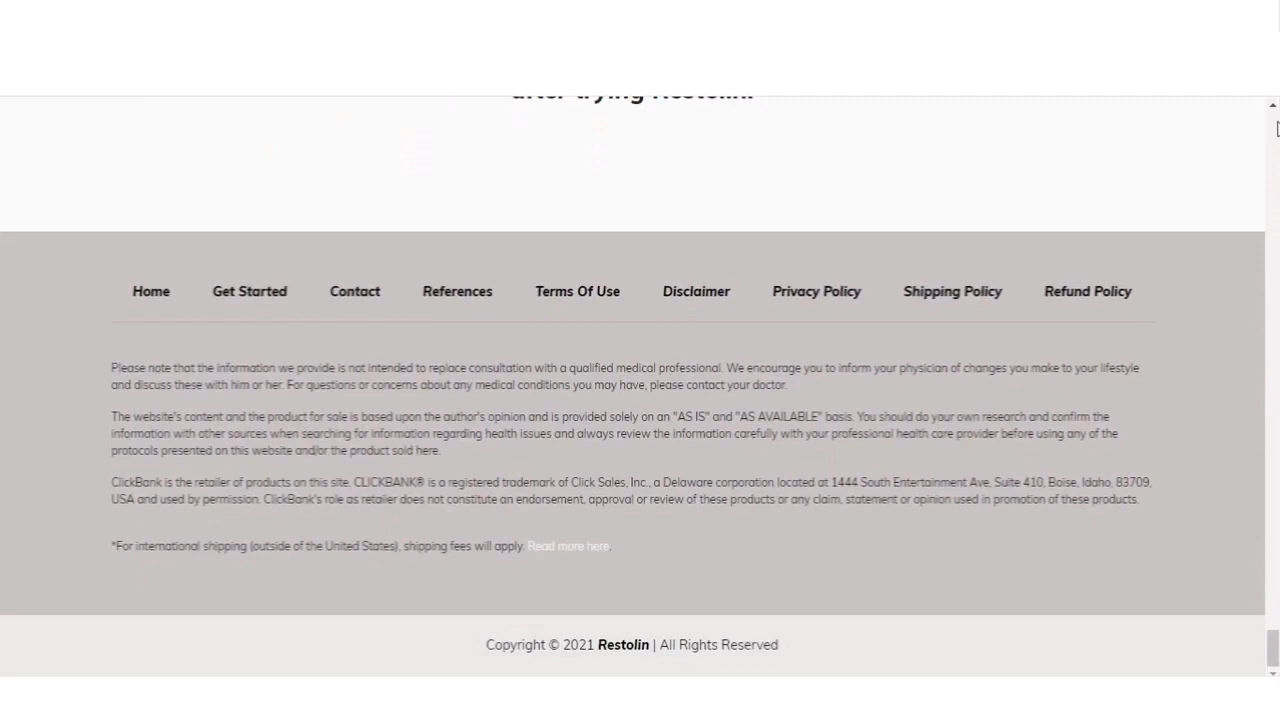 after trying Restolin!
Home Get Started Contact References Terms Of Use Disclaimer Privacy Policy Shipping Policy Refund Policy
Please note that the information we provide is not intended to replace consultation with a qualified medical professional. We encourage you to inform your physician of changes you make to your lifestyle
and discuss these with him or her. For questions or concerns about any medical conditions you may have, please contact your doctor.
The website's content and the product for sale is based upon the author's opinion and is provided solely on an "AS IS" and "AS AVAILABLE" basis. You should do your own research and confirm the
information with other sources when searching for information regarding health issues and always review the information carefully with your professional health care provider before using any of the
protocols presented on this website and/or the product sold here.
ClickBank is the retailer of products on this site. CLICKBANK® is a registered trademark of Click Sales, Inc., a Delaware corporation located at 1444 South Entertainment Ave, Suite 410, Boise, Idaho, 83709,
USA and used by permission. ClickBank's role as retailer does not constitute an endorsement, approval or review of these products or any claim, statement or opinion used in promotion of these products.
*For international shipping (outside of the United States), shipping fees will apply. Read more here.
Copyright © 2021 Restolin | All Rights Reserved